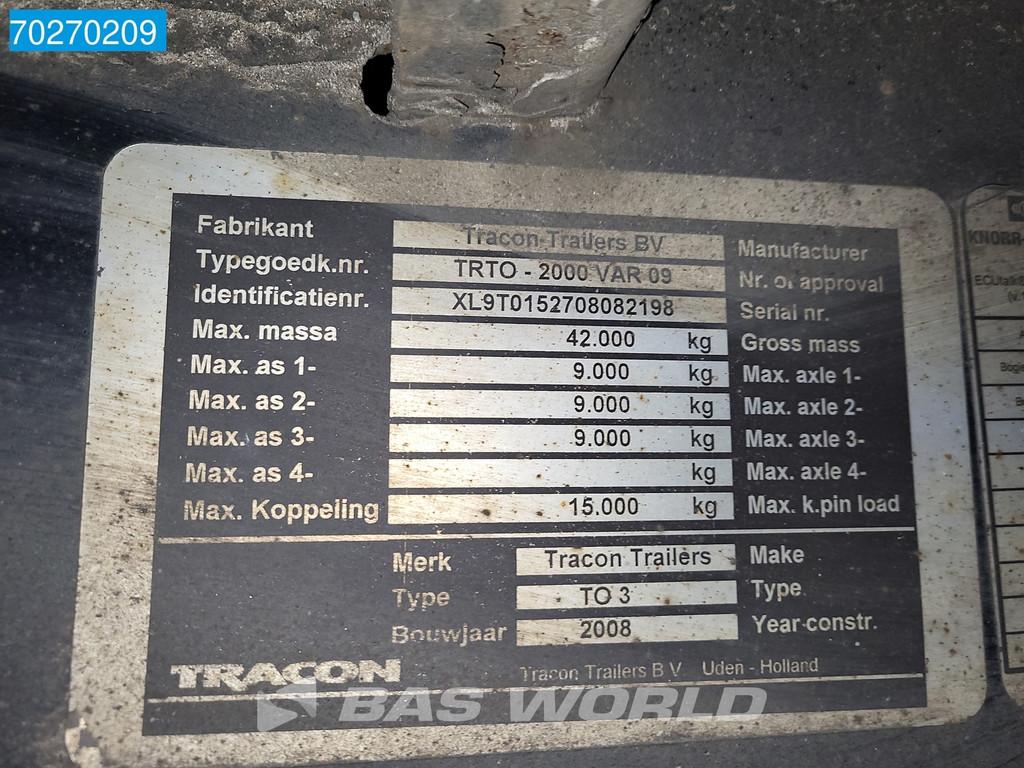 70270209
Fabrikant Tracon Trailers BV Manufacturer
Typegoedk.nr. TRTO - 2000 VAR 09 Nr. of approval
Identificatienr. XL9T0152708082198 Serial nr.
Max. massa 42.000 kg Gross mass
Max. as 1- 9.000 kg Max. axle 1-
Max. as 2- 9.000 kg Max. axle 2-
Max. as 3- 9.000 kg Max. axle 3-
Max. as 4- kg Max. axle 4-
Max. Koppeling 15.000 kg Max. k.pin load
Merk Tracon Trailers Make
Type TO 3 Type
Bouwjaar 2008 Year constr.
TRACON Tracon Trailers B V Uden - Holland
BAS WORLD
KNORR-